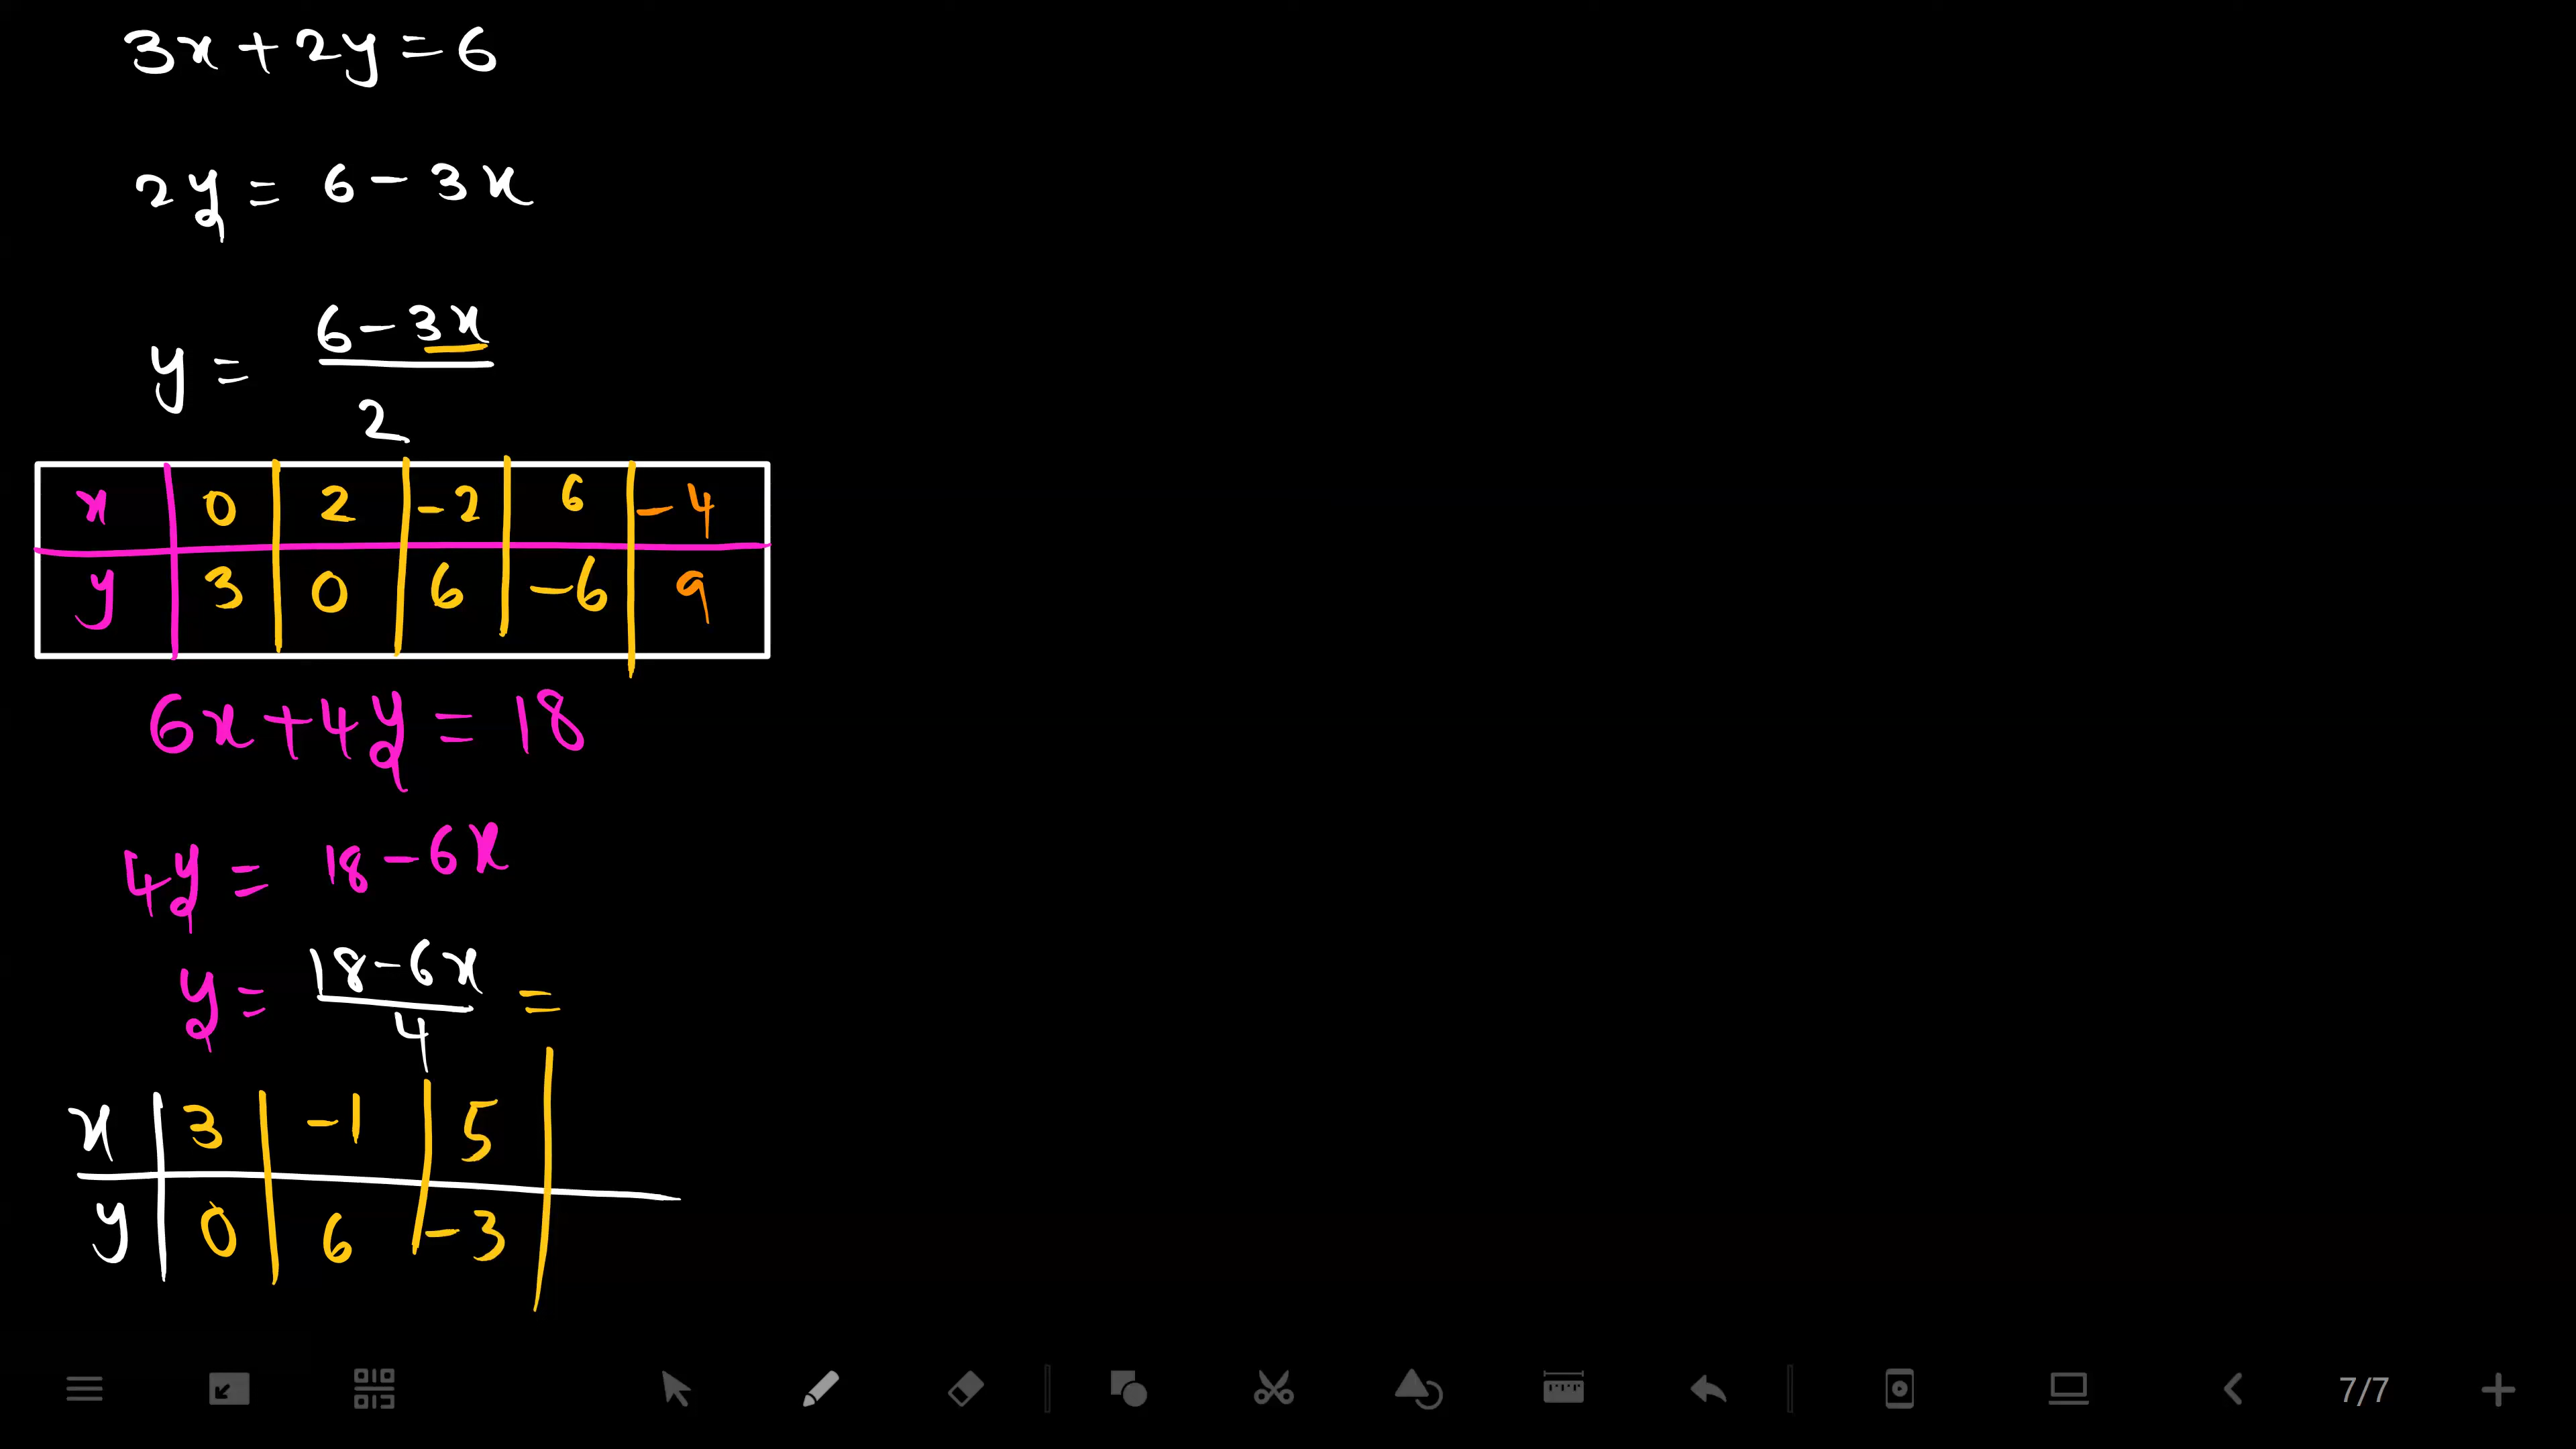 3x+2y=6
2y = 6-3x
y = 6-3x
2
x 0 2 -2 6 -4
y 3 0 6 -6 9
6x+4y = 18
4y = 18-6x
y = 18-6x =
4
x 3 -1 5
y 0 6 -3
7/7